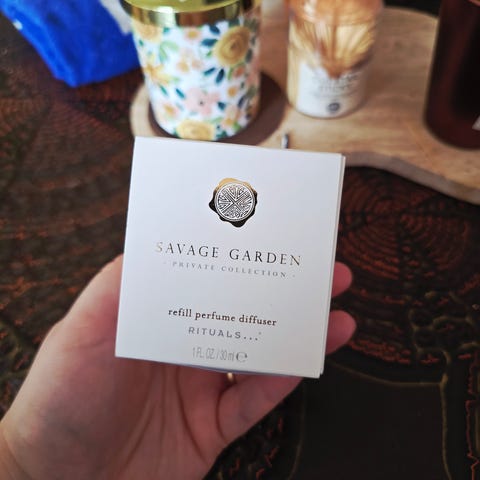 SAVAGE GARDEN
· PRIVATE COLLECTION ·
refill perfume diffuser
RITUALS...®
1 FL. OZ. / 30 ml ℮